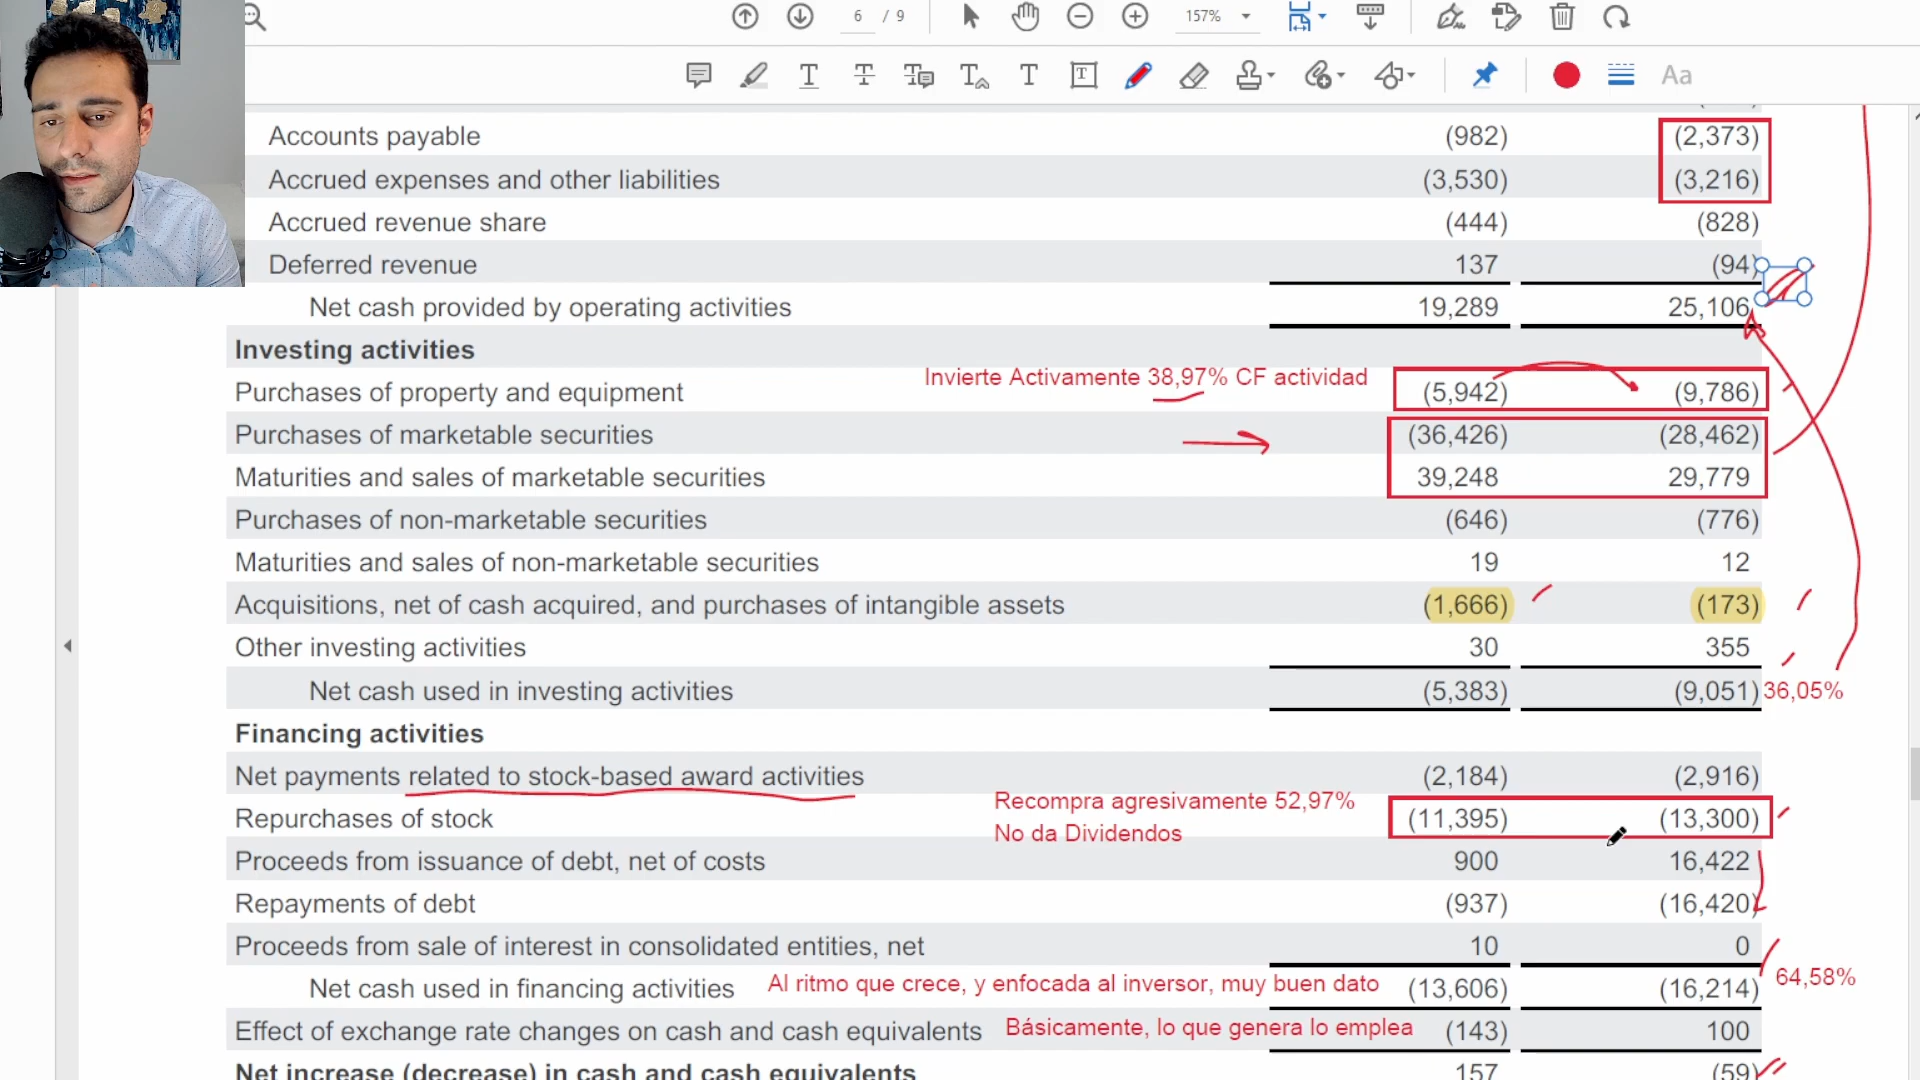 6 / 9
157%
Aa
Accounts payable (982) (2,373)
Accrued expenses and other liabilities (3,530) (3,216)
Accrued revenue share (444) (828)
Deferred revenue 137 (94)
Net cash provided by operating activities 19,289 25,106
Investing activities
Invierte Activamente 38,97% CF actividad
Purchases of property and equipment (5,942) (9,786)
Purchases of marketable securities (36,426) (28,462)
Maturities and sales of marketable securities 39,248 29,779
Purchases of non-marketable securities (646) (776)
Maturities and sales of non-marketable securities 19 12
Acquisitions, net of cash acquired, and purchases of intangible assets (1,666) (173)
Other investing activities 30 355
Net cash used in investing activities (5,383) (9,051) 36,05%
Financing activities
Net payments related to stock-based award activities (2,184) (2,916)
Recompra agresivamente 52,97%
Repurchases of stock (11,395) (13,300)
No da Dividendos
Proceeds from issuance of debt, net of costs 900 16,422
Repayments of debt (937) (16,420)
Proceeds from sale of interest in consolidated entities, net 10 0
Net cash used in financing activities Al ritmo que crece, y enfocada al inversor, muy buen dato (13,606) (16,214) 64,58%
Effect of exchange rate changes on cash and cash equivalents Básicamente, lo que genera lo emplea (143) 100
Net increase (decrease) in cash and cash equivalents 157 (59)